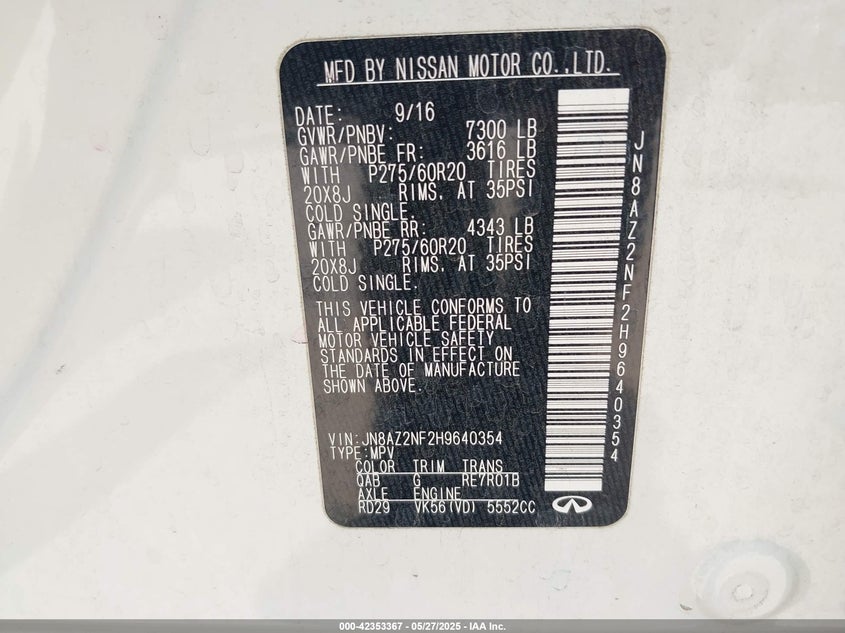 MFD BY NISSAN MOTOR CO.,LTD.
DATE: 9/16
GVWR/PNBV: 7300 LB
GAWR/PNBE FR: 3616 LB
WITH P275/60R20 TIRES
20X8J RIMS, AT 35PSI
COLD SINGLE.
GAWR/PNBE RR: 4343 LB
WITH P275/60R20 TIRES
20X8J RIMS, AT 35PSI
COLD SINGLE.
THIS VEHICLE CONFORMS TO
ALL APPLICABLE FEDERAL
MOTOR VEHICLE SAFETY
STANDARDS IN EFFECT ON
THE DATE OF MANUFACTURE
SHOWN ABOVE.
VIN:JN8AZ2NF2H9640354
TYPE:MPV
COLOR TRIM TRANS
QAB G RE7R01B
AXLE ENGINE
RD29 VK56(VD) 5552CC
JN8AZ2NF2H9640354
000-42353367 - 05/27/2025 - IAA Inc.